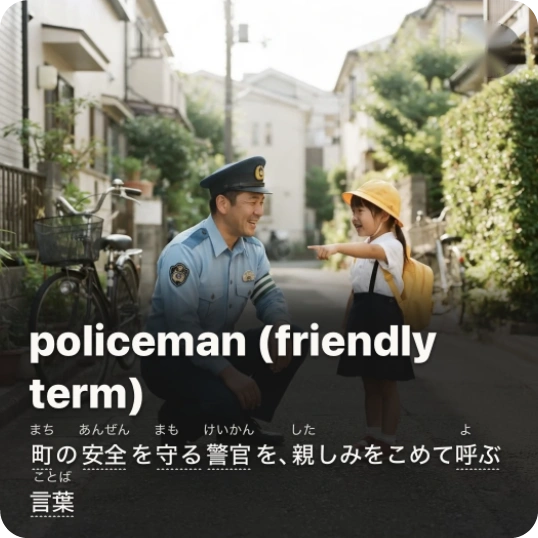 policeman (friendly
term)
まち あんぜん まも けいかん した よ
町の安全を守る警官を、親しみをこめて呼ぶ
ことば
言葉